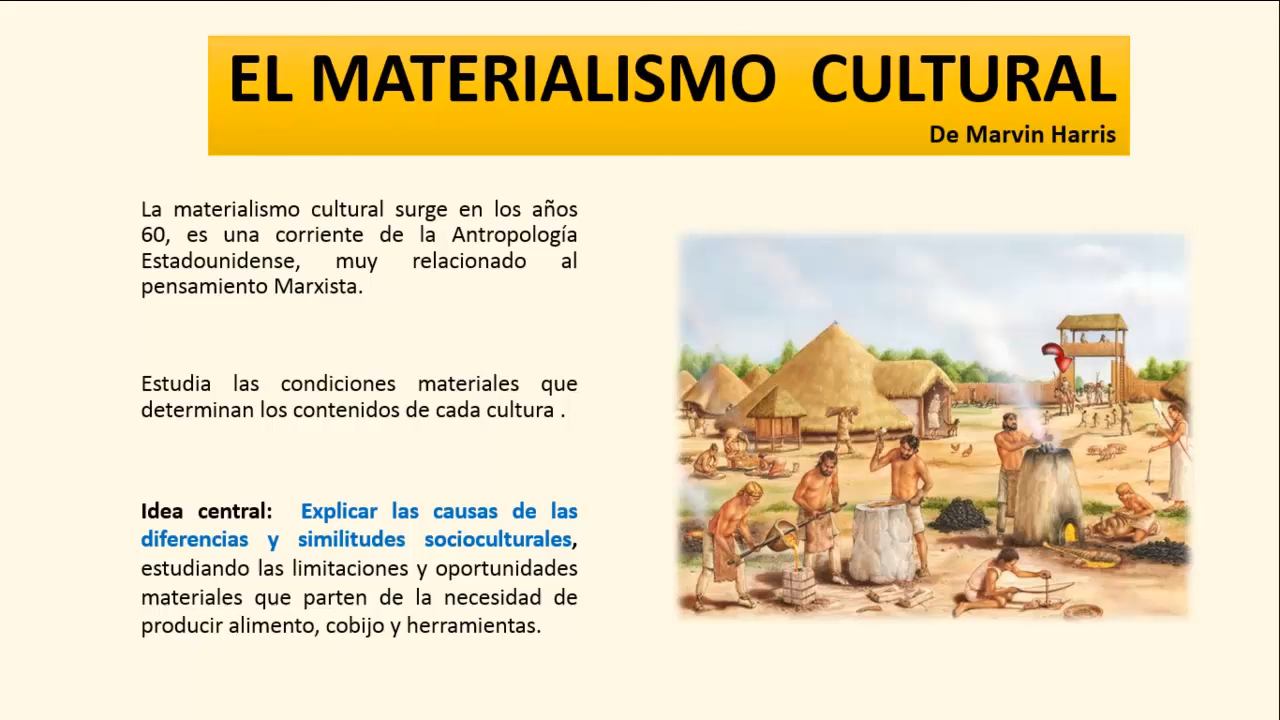 EL MATERIALISMO CULTURAL
De Marvin Harris
La materialismo cultural surge en los años
60, es una corriente de la Antropología
Estadounidense, muy relacionado al
pensamiento Marxista.
Estudia las condiciones materiales que
determinan los contenidos de cada cultura .
Idea central: Explicar las causas de las
diferencias y similitudes socioculturales,
estudiando las limitaciones y oportunidades
materiales que parten de la necesidad de
producir alimento, cobijo y herramientas.